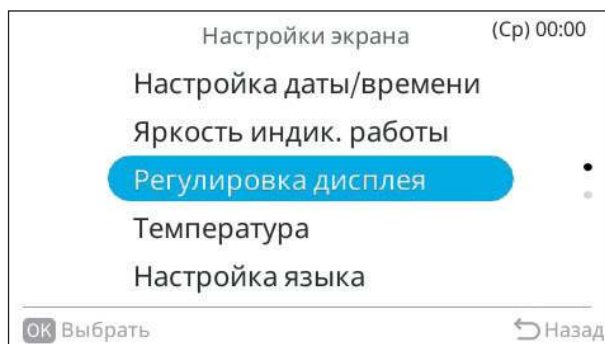 Настройки экрана
(Ср) 00:00
Настройка даты/времени
Яркость индик. работы
Регулировка дисплея
Температура
Настройка языка
OK Выбрать
Назад